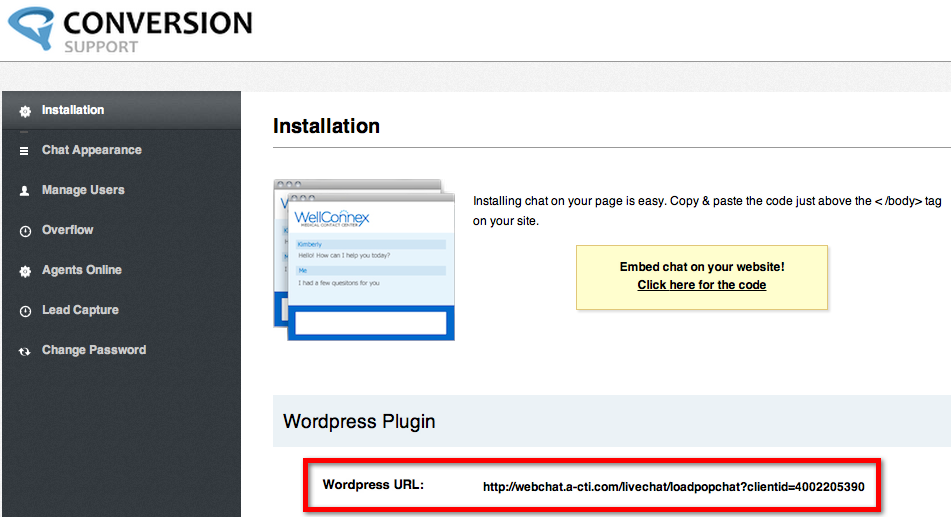 CONVERSION
SUPPORT
Installation
Chat Appearance
Manage Users
Overflow
Agents Online
Lead Capture
Change Password
Installation
WellConnex
MEDICAL CONTACT CENTER
Kimberly
Hello! How can I help you today?
Me
I had a few quesitons for you
Installing chat on your page is easy. Copy & paste the code just above the < /body> tag
on your site.
Embed chat on your website!
Click here for the code
Wordpress Plugin
Wordpress URL: http://webchat.a-cti.com/livechat/loadpopchat?clientid=4002205390